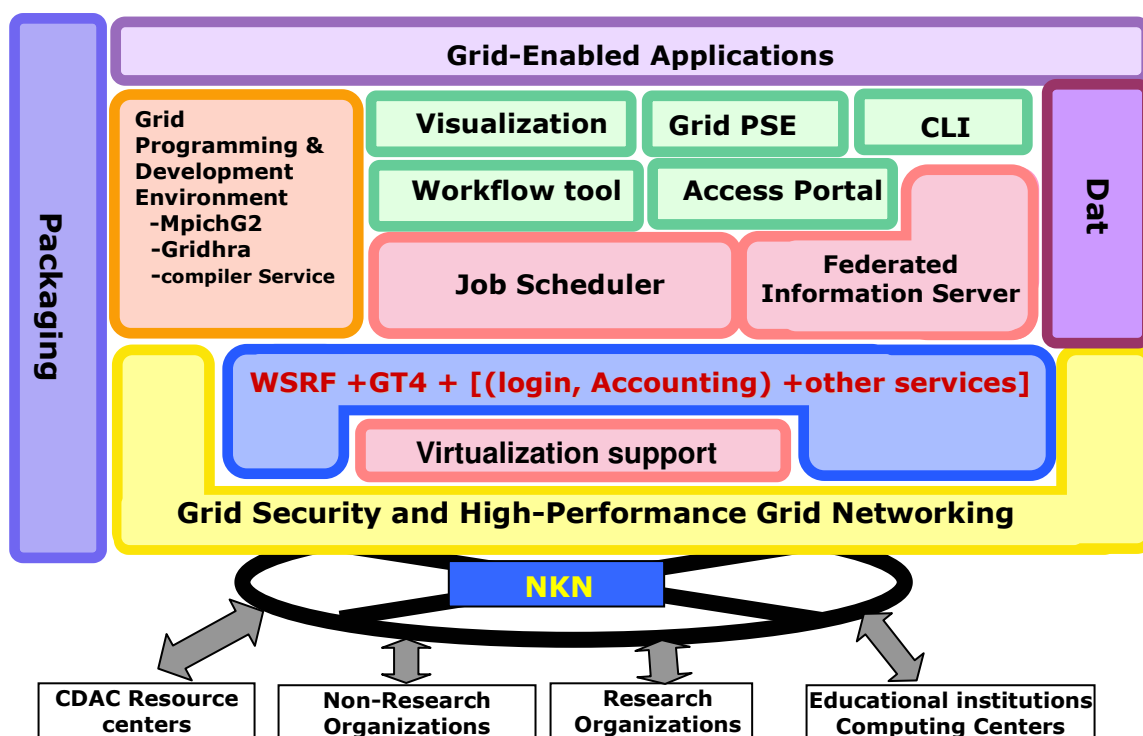 Grid-Enabled Applications
Packaging
Grid
Programming &
Development
Environment
-MpichG2
-Gridhra
-compiler Service
Visualization
Grid PSE
CLI
Workflow tool
Access Portal
Dat
Job Scheduler
Federated
Information Server
WSRF +GT4 + [(login, Accounting) +other services]
Virtualization support
Grid Security and High-Performance Grid Networking
NKN
CDAC Resource
centers
Non-Research
Organizations
Research
Organizations
Educational institutions
Computing Centers